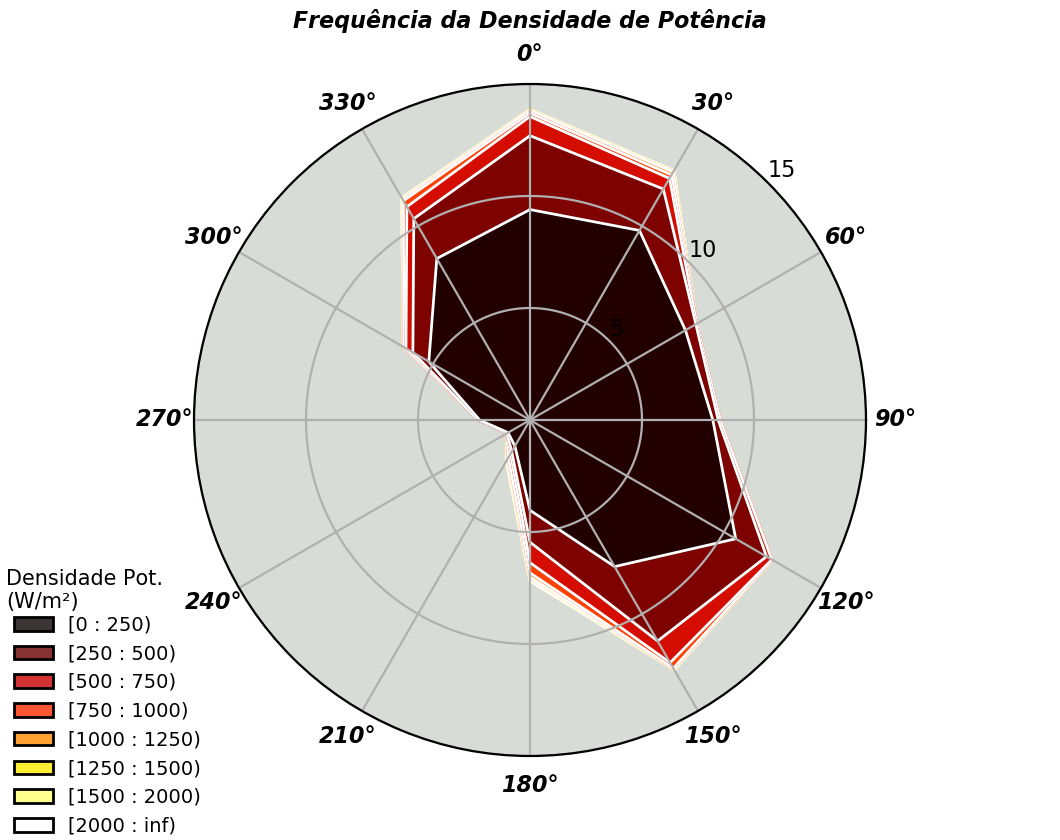 Frequência da Densidade de Potência
0°
330°
30°
15
300°
60°
10
5
270°
90°
Densidade Pot.
(W/m²)
240°
120°
[0 : 250)
[250 : 500)
[500 : 750)
[750 : 1000)
210°
150°
[1000 : 1250)
[1250 : 1500)
180°
[1500 : 2000)
[2000 : inf)